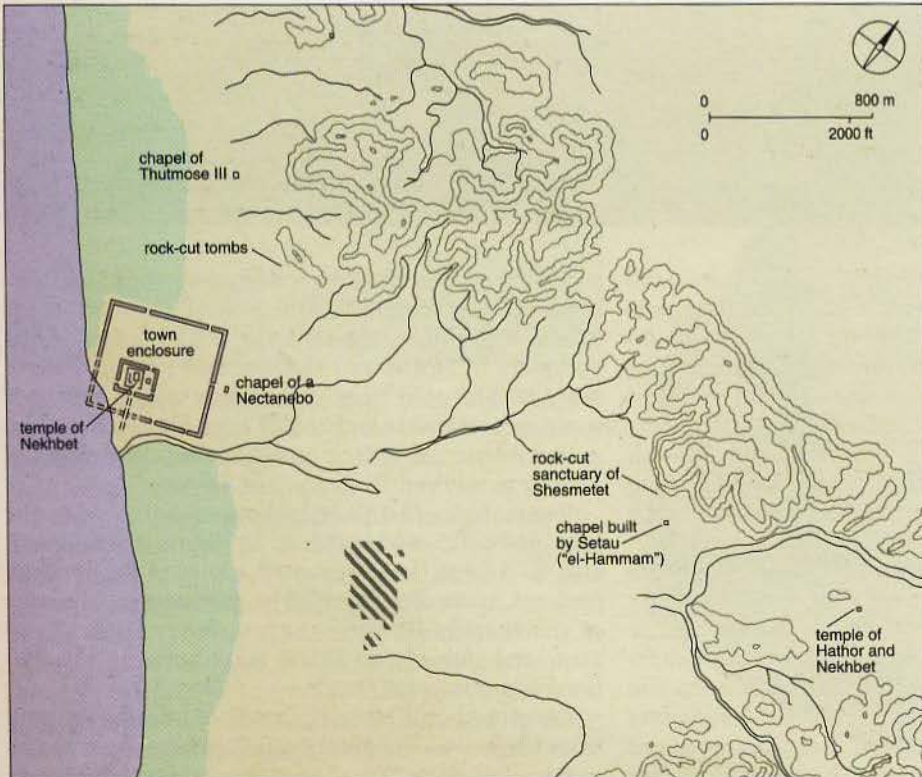 0 800 m
0 2000 ft
chapel of
Thutmose III
rock-cut tombs
town
enclosure
chapel of a
Nectanebo
temple of
Nekhbet
rock-cut
sanctuary of
Shesmetet
chapel built
by Setau
("el-Hammam")
temple of
Hathor and
Nekhbet